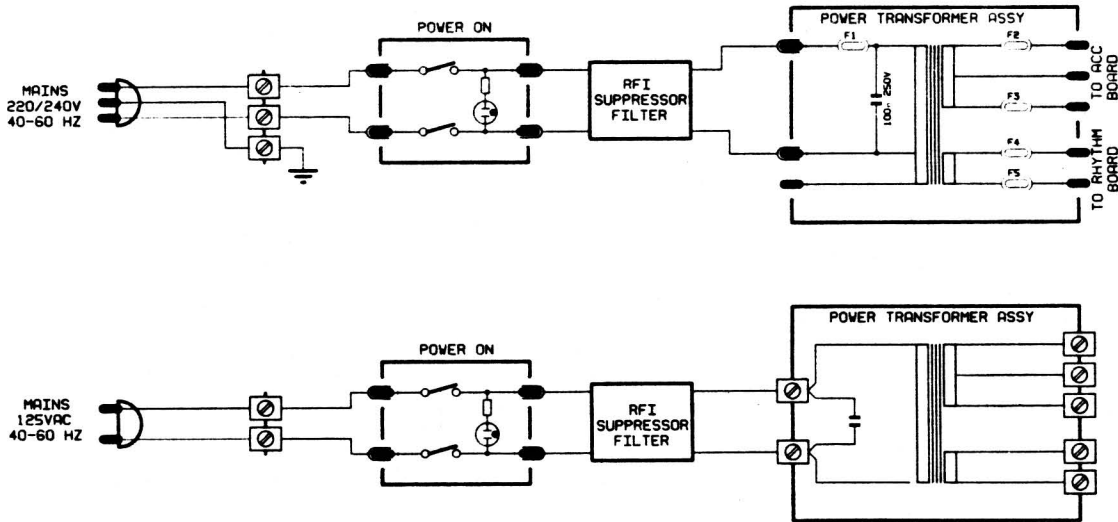 POWER ON
POWER TRANSFORMER ASSY
F1
F2
MAINS
220/240V
40-60 HZ
RFI
SUPPRESSOR
FILTER
100n 250V
F3
TO ACC
BOARD
F4
F5
TO RHYTHM
BOARD
POWER TRANSFORMER ASSY
POWER ON
MAINS
125VAC
40-60 HZ
RFI
SUPPRESSOR
FILTER